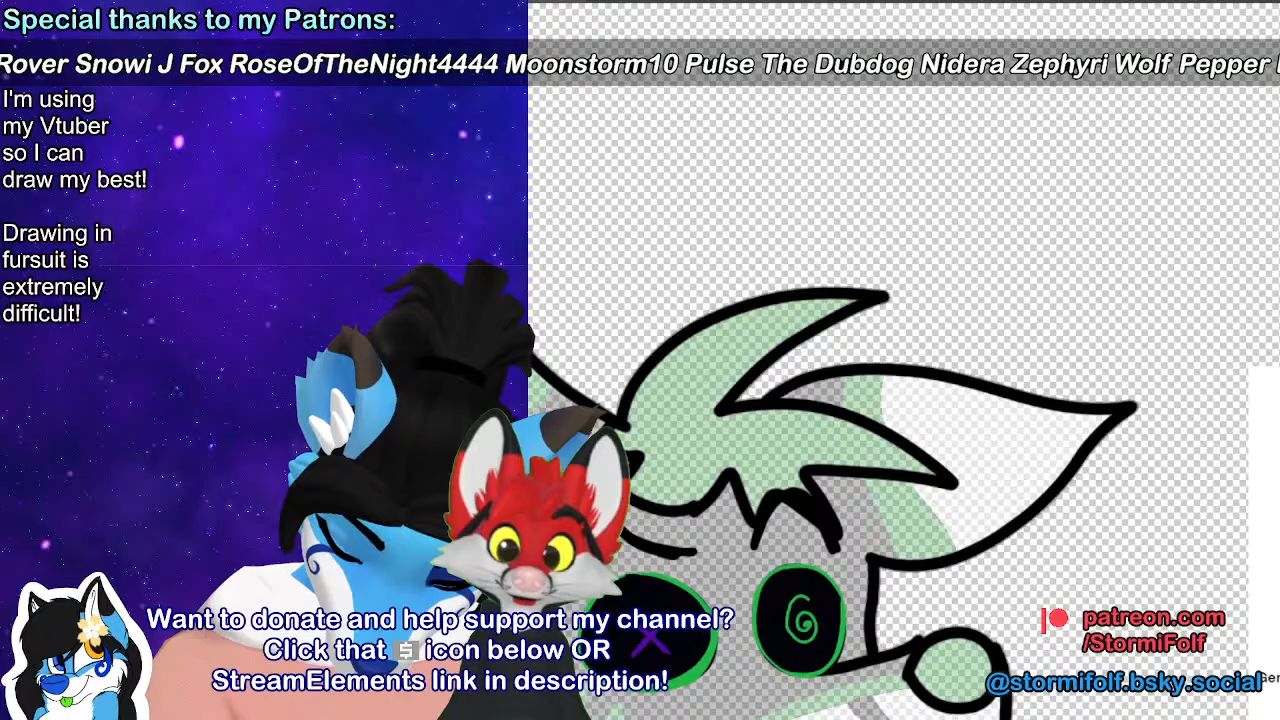 Special thanks to my Patrons:
Rover Snowi J Fox RoseOfTheNight4444 Moonstorm10 Pulse The Dubdog Nidera Zephyri Wolf Pepper
I'm using
my Vtuber
so I can
draw my best!
Drawing in
fursuit is
extremely
difficult!
Want to donate and help support my channel?
Click that $ icon below OR
StreamElements link in description!
patreon.com
/StormiFolf
@stormifolf.bsky.social